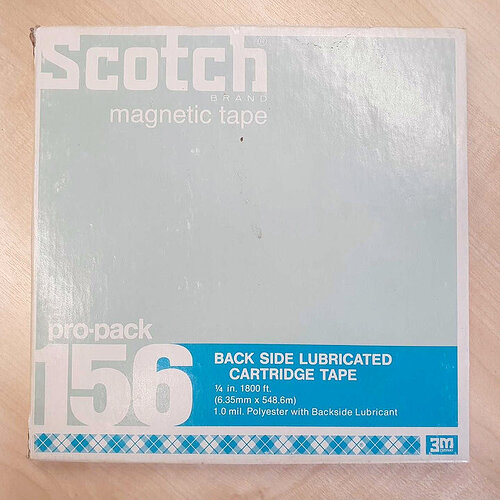 Scotch®
BRAND
magnetic tape
pro-pack
156
BACK SIDE LUBRICATED
CARTRIDGE TAPE
¼ in. 1800 ft.
(6.35mm x 548.6m)
1.0 mil. Polyester with Backside Lubricant
3m
COMPANY